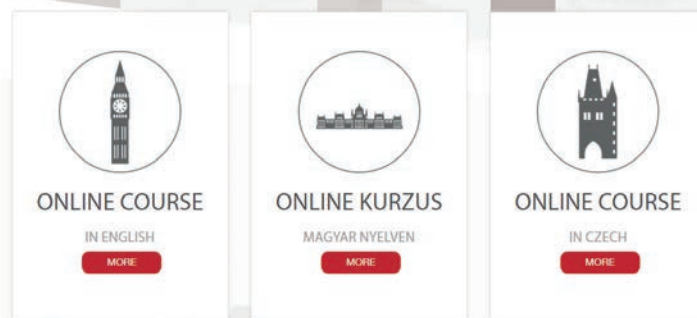 ONLINE COURSE
IN ENGLISH
MORE
ONLINE KURZUS
MAGYAR NYELVEN
MORE
ONLINE COURSE
IN CZECH
MORE